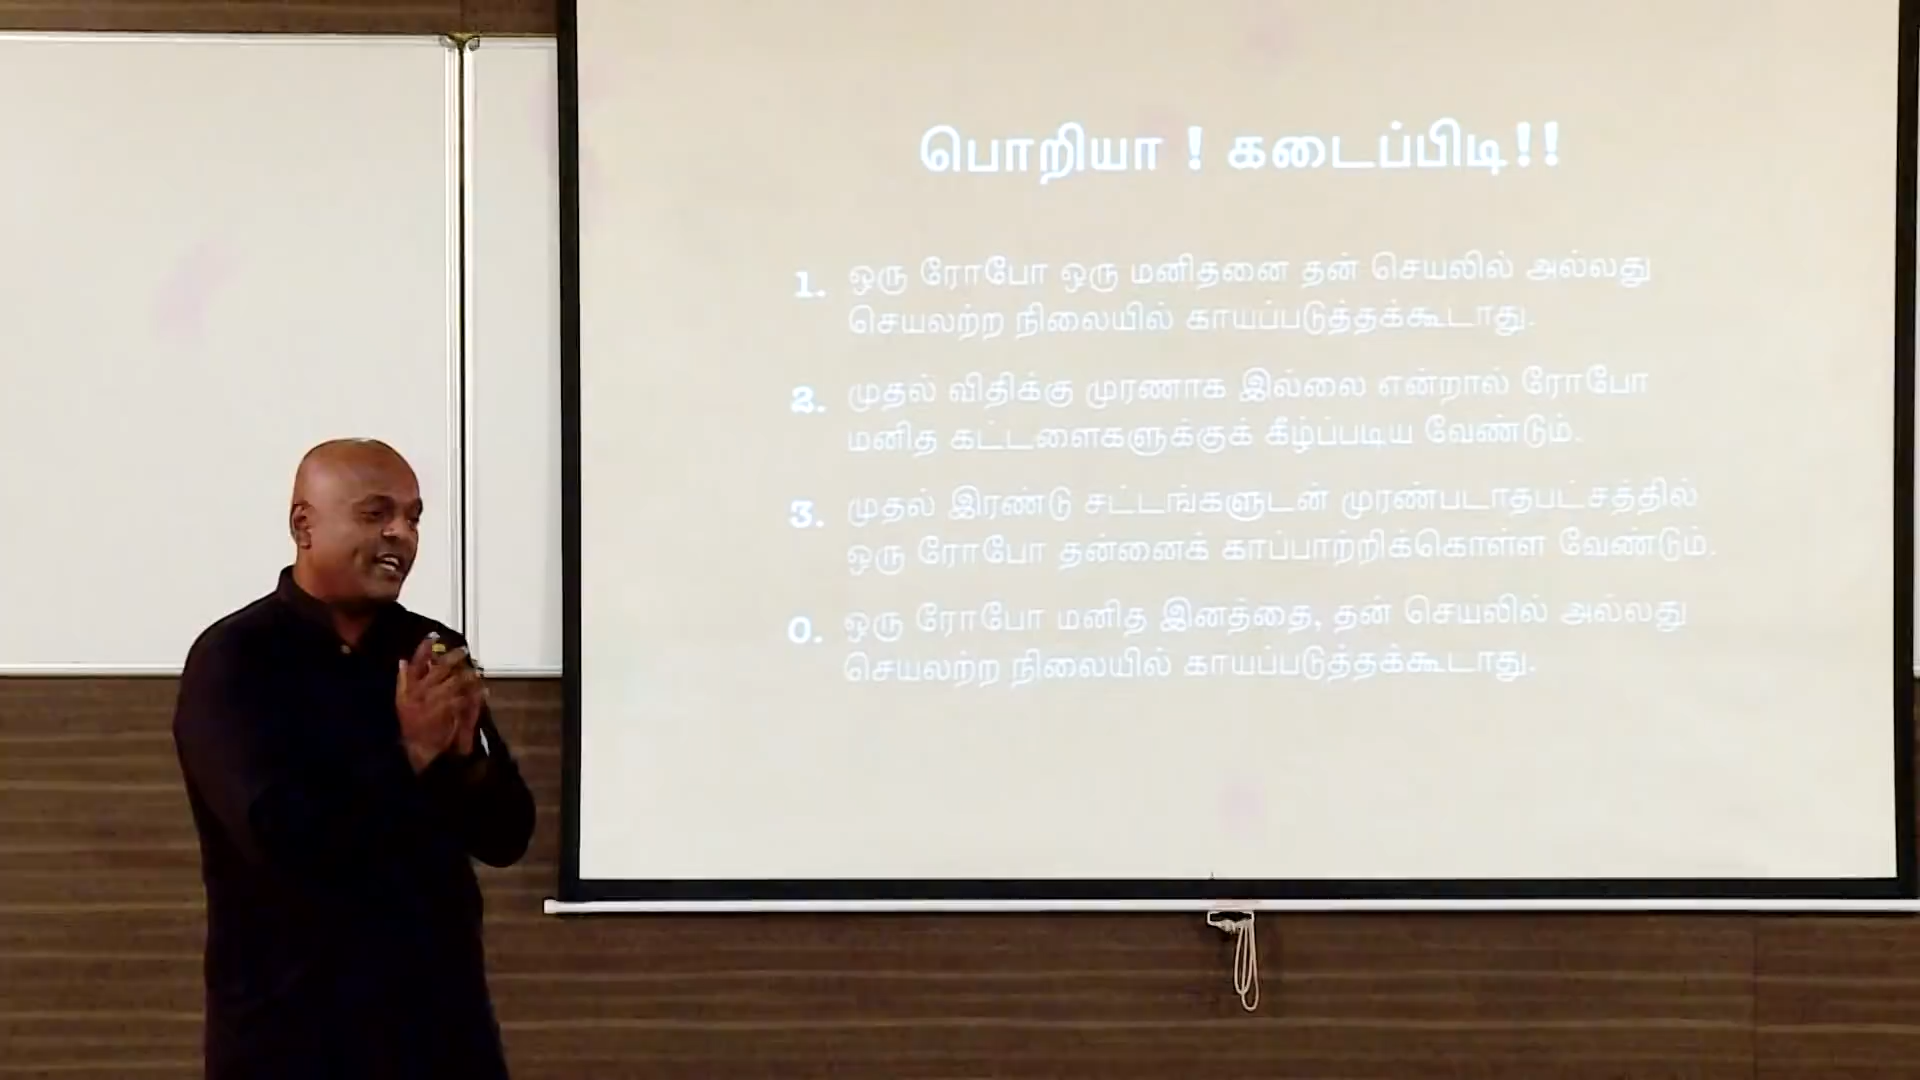 பொறியா ! கடைப்பிடி!!
1. ஒரு ரோபோ ஒரு மனிதனை தன் செயலில் அல்லது
செயலற்ற நிலையில் காயப்படுத்தக்கூடாது.
2. முதல் விதிக்கு முரணாக இல்லை என்றால் ரோபோ
மனித கட்டளைகளுக்குக் கீழ்ப்படிய வேண்டும்.
3. முதல் இரண்டு சட்டங்களுடன் முரண்படாதபட்சத்தில்
ஒரு ரோபோ தன்னைக் காப்பாற்றிக்கொள்ள வேண்டும்.
0. ஒரு ரோபோ மனித இனத்தை, தன் செயலில் அல்லது
செயலற்ற நிலையில் காயப்படுத்தக்கூடாது.